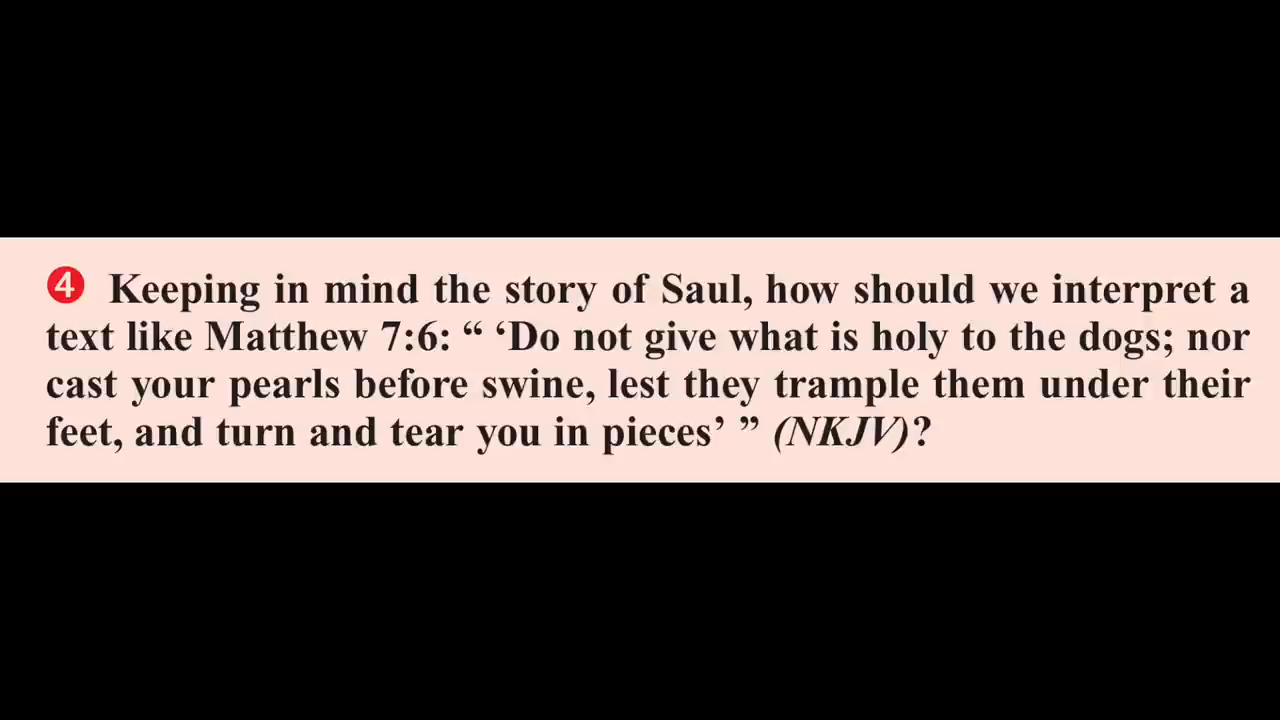 4 Keeping in mind the story of Saul, how should we interpret a
text like Matthew 7:6: “ ‘Do not give what is holy to the dogs; nor
cast your pearls before swine, lest they trample them under their
feet, and turn and tear you in pieces’ ” (NKJV)?